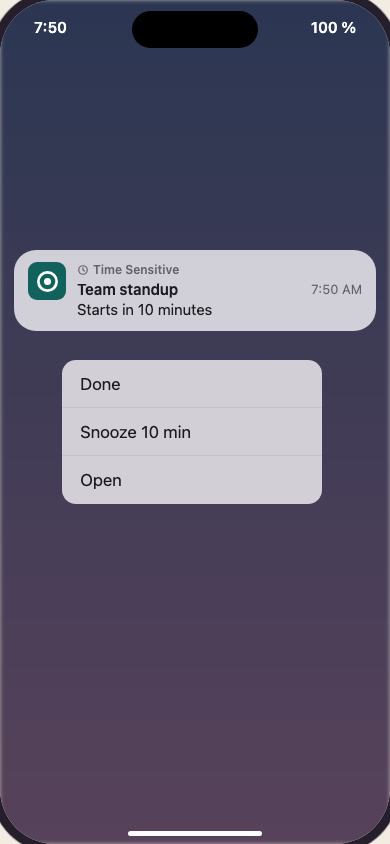 7:50
100 %
Time Sensitive
Team standup
7:50 AM
Starts in 10 minutes
Done
Snooze 10 min
Open